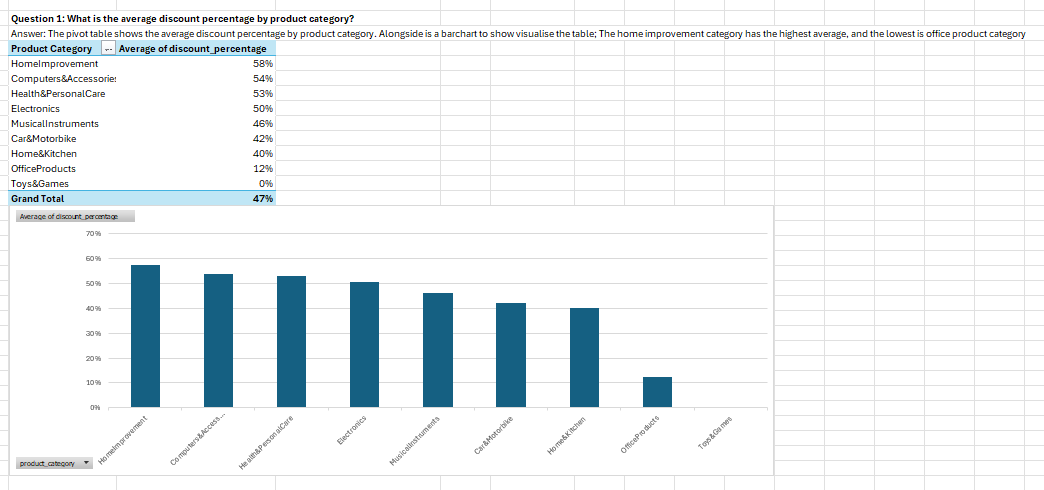 Question 1: What is the average discount percentage by product category?
Answer: The pivot table shows the average discount percentage by product category. Alongside is a barchart to show visualise the table; The home improvement category has the highest average, and the lowest is office product category
Product Category Average of discount_percentage
HomeImprovement 58%
Computers&Accessories 54%
Health&PersonalCare 53%
Electronics 50%
MusicalInstruments 46%
Car&Motorbike 42%
Home&Kitchen 40%
OfficeProducts 12%
Toys&Games 0%
Grand Total 47%
Average of discount_percentage
70%
60%
50%
40%
30%
20%
10%
0%
HomeImprovement
Computers&Access...
Health&PersonalCare
Electronics
MusicalInstruments
Car&Motorbike
Home&Kitchen
OfficeProducts
Toys&Games
product_category